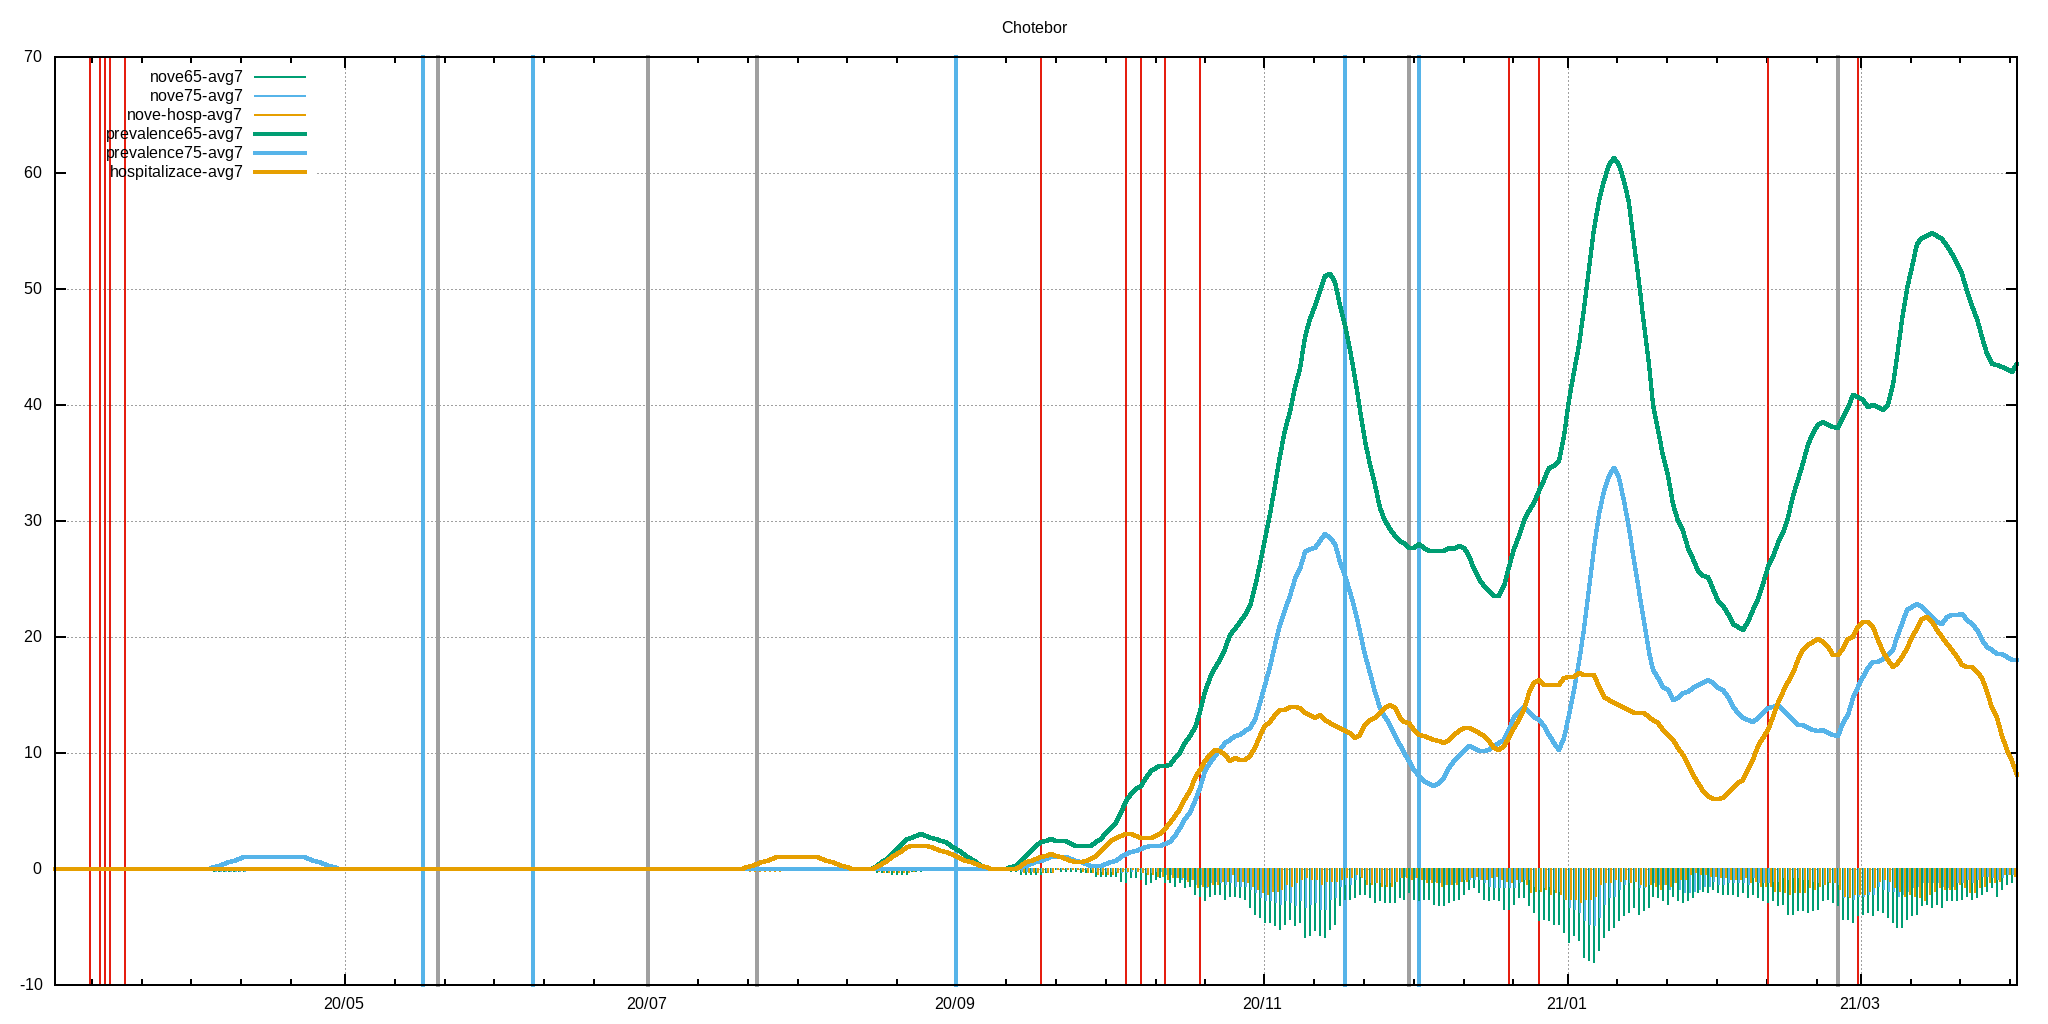 Chotebor
70
60
50
40
30
20
10
0
-10
nove65-avg7
nove75-avg7
nove-hosp-avg7
prevalence65-avg7
prevalence75-avg7
hospitalizace-avg7
20/05 20/07 20/09 20/11 21/01 21/03